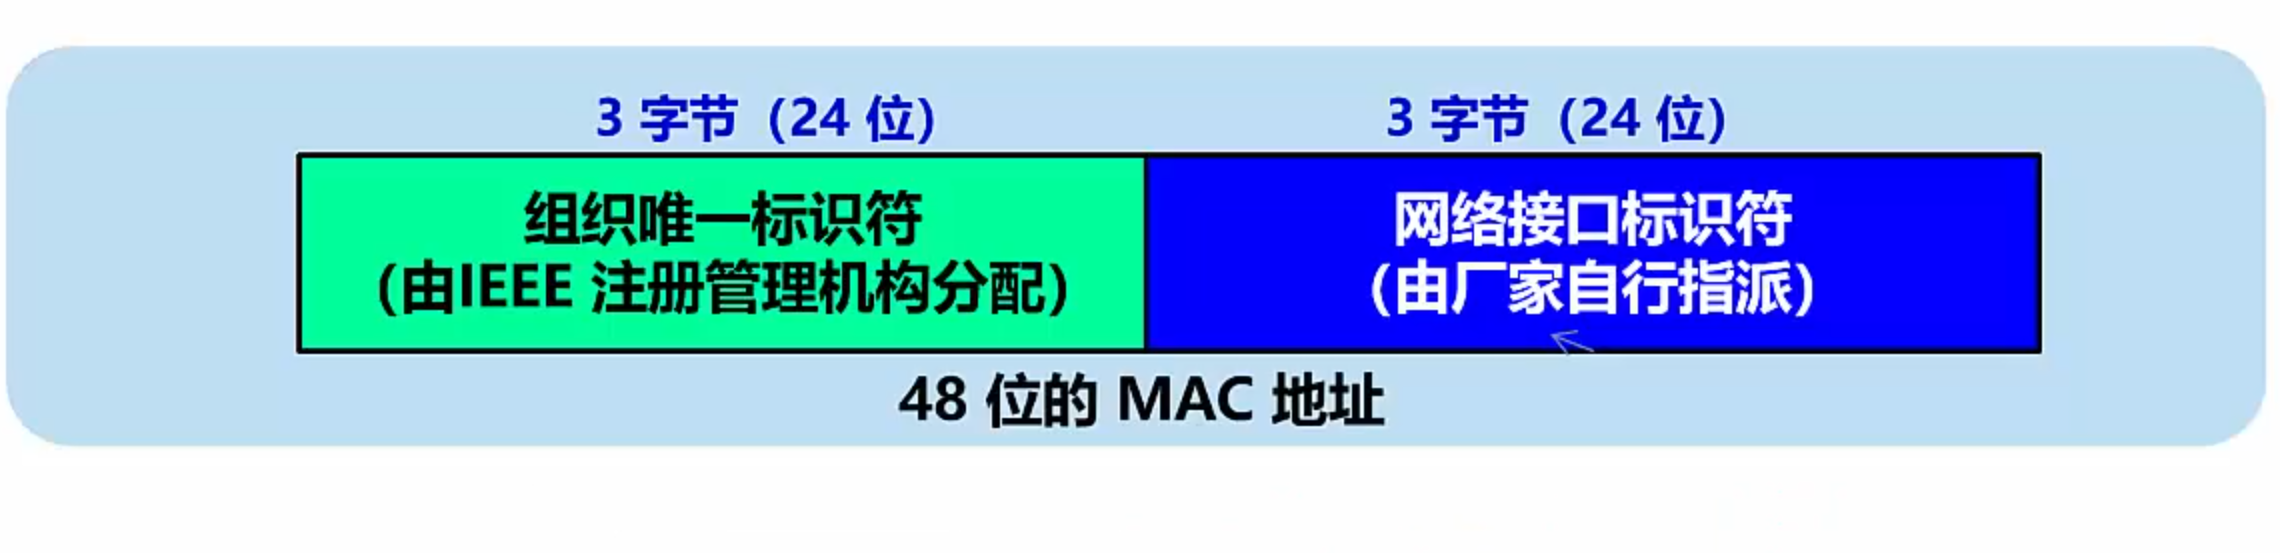 3 字节（24 位）
3 字节（24 位）
组织唯一标识符
（由IEEE 注册管理机构分配）
网络接口标识符
（由厂家自行指派）
48 位的 MAC 地址